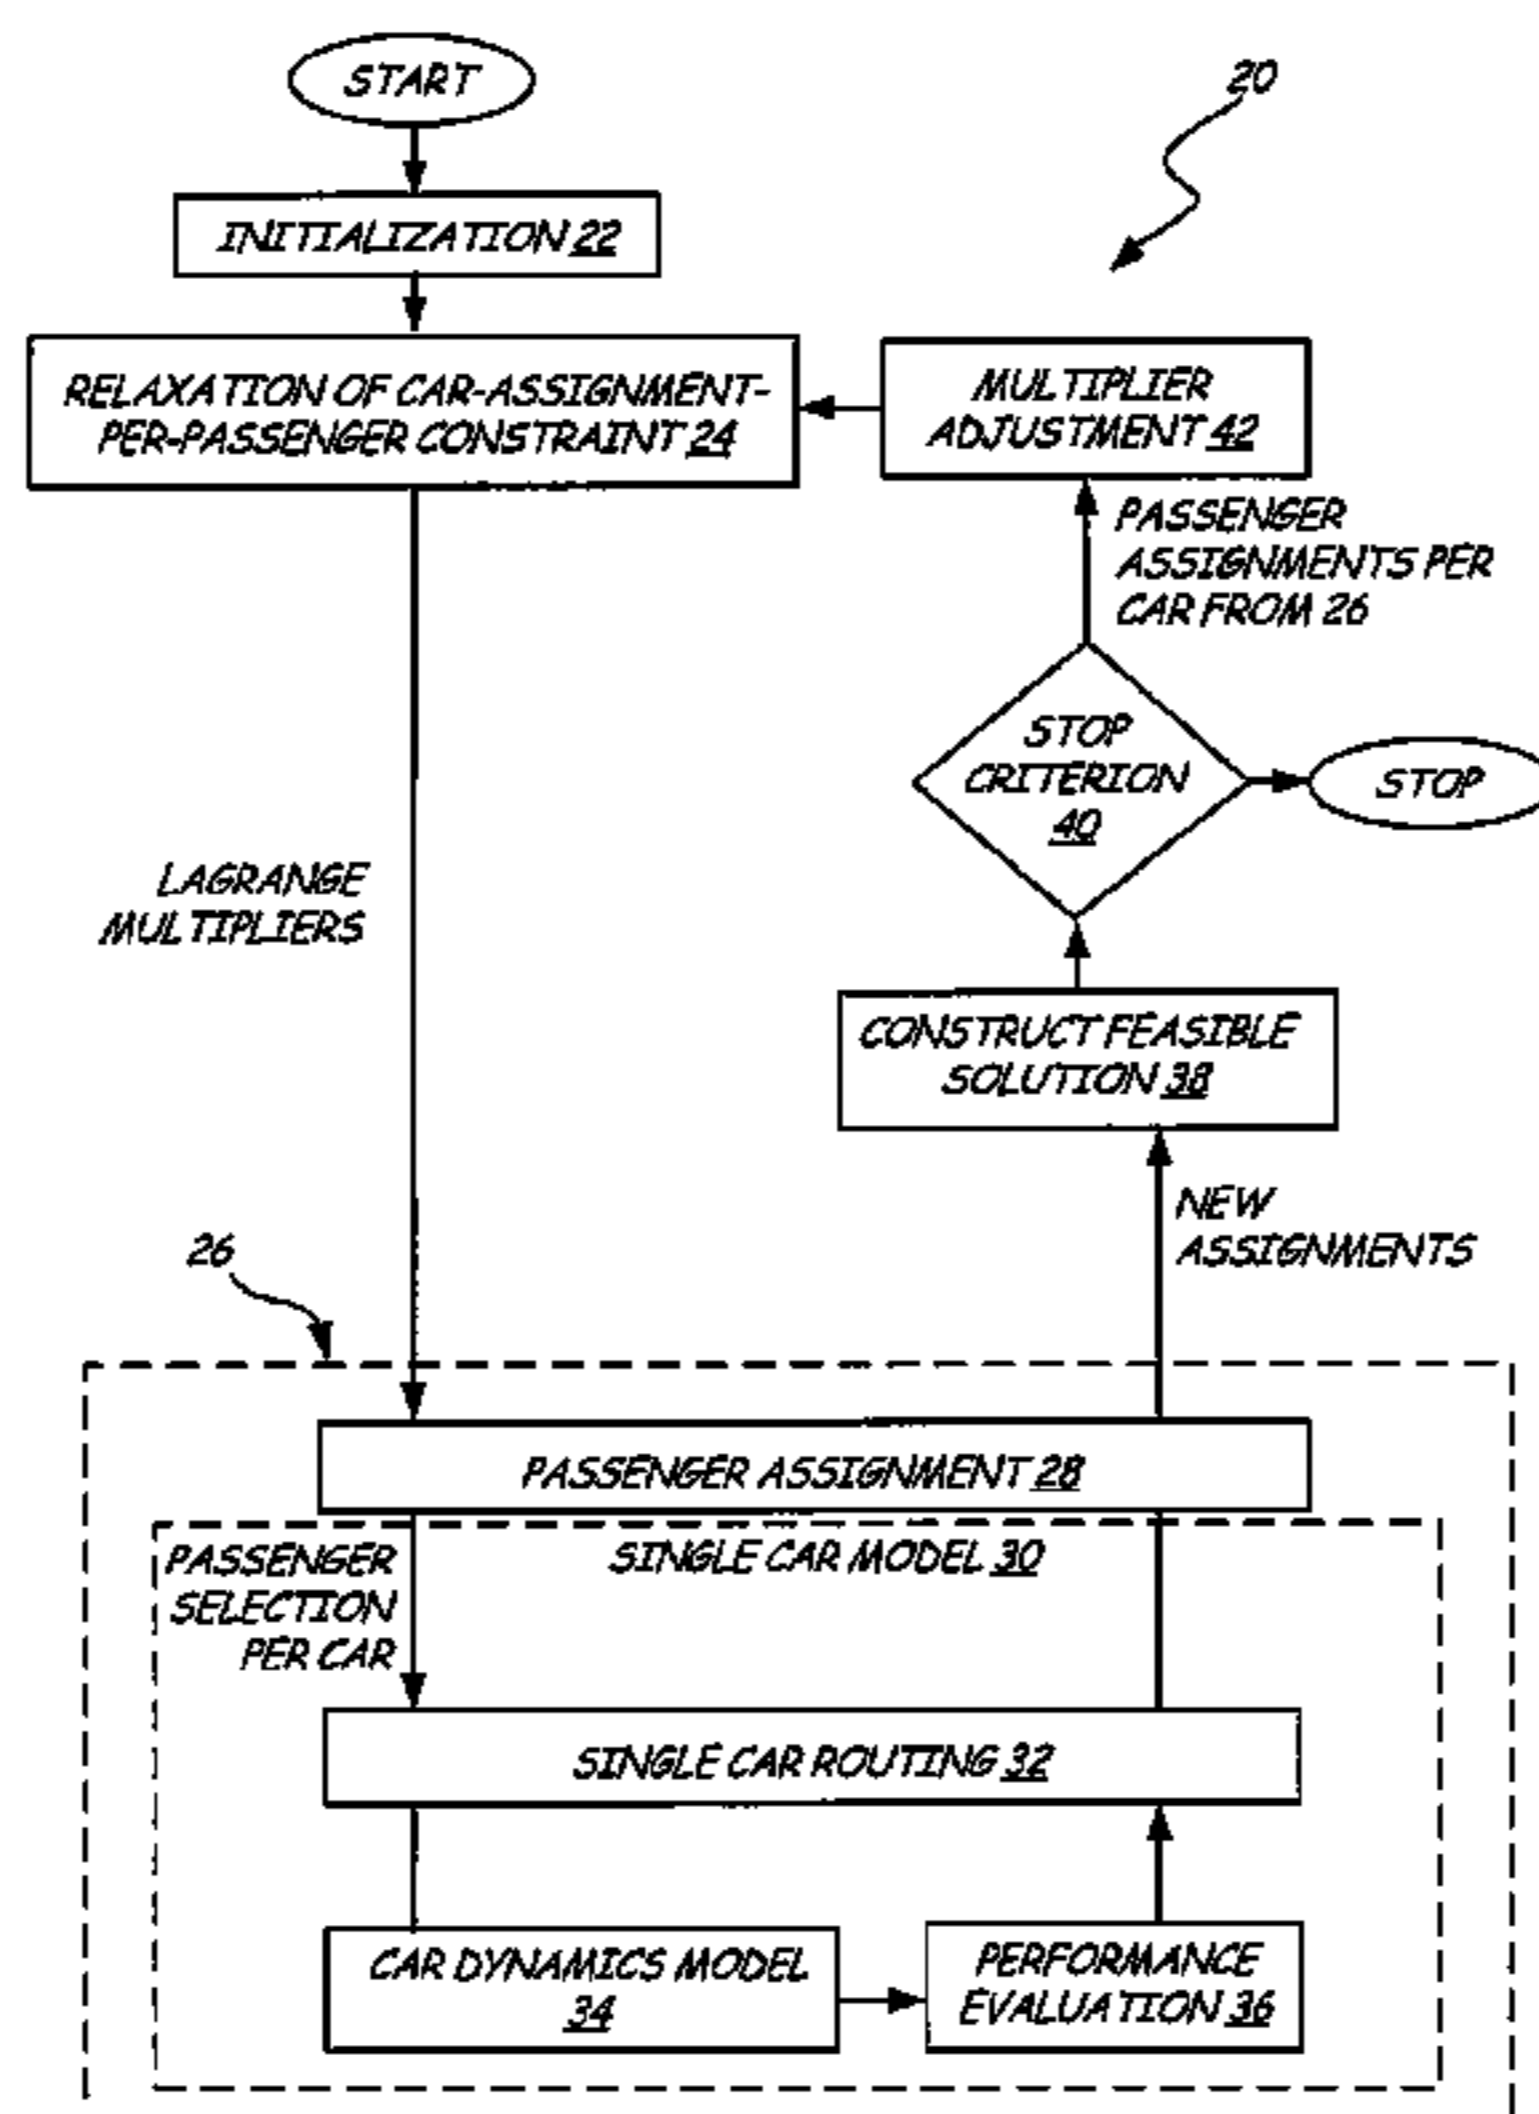 START
20
INITIALIZATION 22
RELAXATION OF CAR-ASSIGNMENT-
PER-PASSENGER CONSTRAINT 24
MULTIPLIER
ADJUSTMENT 42
PASSENGER
ASSIGNMENTS PER
CAR FROM 26
STOP
CRITERION
40
STOP
LAGRANGE
MULTIPLIERS
CONSTRUCT FEASIBLE
SOLUTION 38
NEW
ASSIGNMENTS
26
PASSENGER ASSIGNMENT 28
PASSENGER
SELECTION
PER CAR
SINGLE CAR MODEL 30
SINGLE CAR ROUTING 32
CAR DYNAMICS MODEL
34
PERFORMANCE
EVALUATION 36